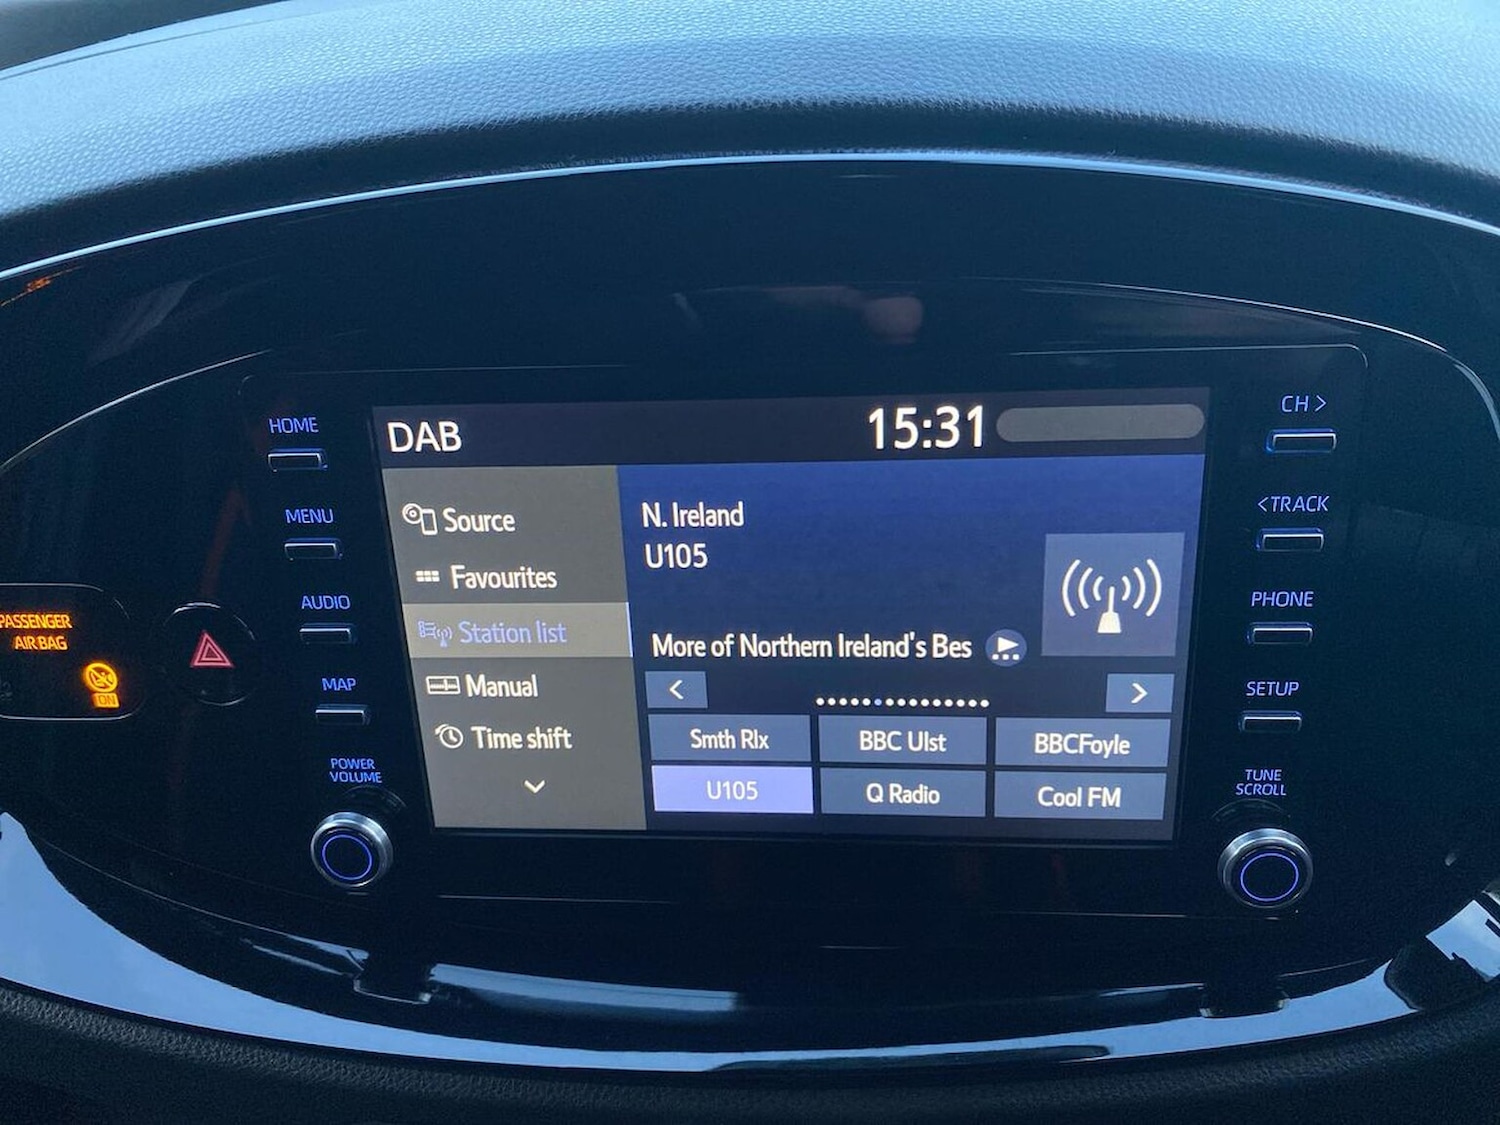 DAB
15:31
HOME
MENU
AUDIO
MAP
POWER
VOLUME
PASSENGER
AIR BAG
ON
Source
Favourites
Station list
Manual
Time shift
N. Ireland
U105
More of Northern Ireland's Bes
<
>
Smth Rlx
BBC Ulst
BBCFoyle
U105
Q Radio
Cool FM
CH >
<TRACK
PHONE
SETUP
TUNE
SCROLL